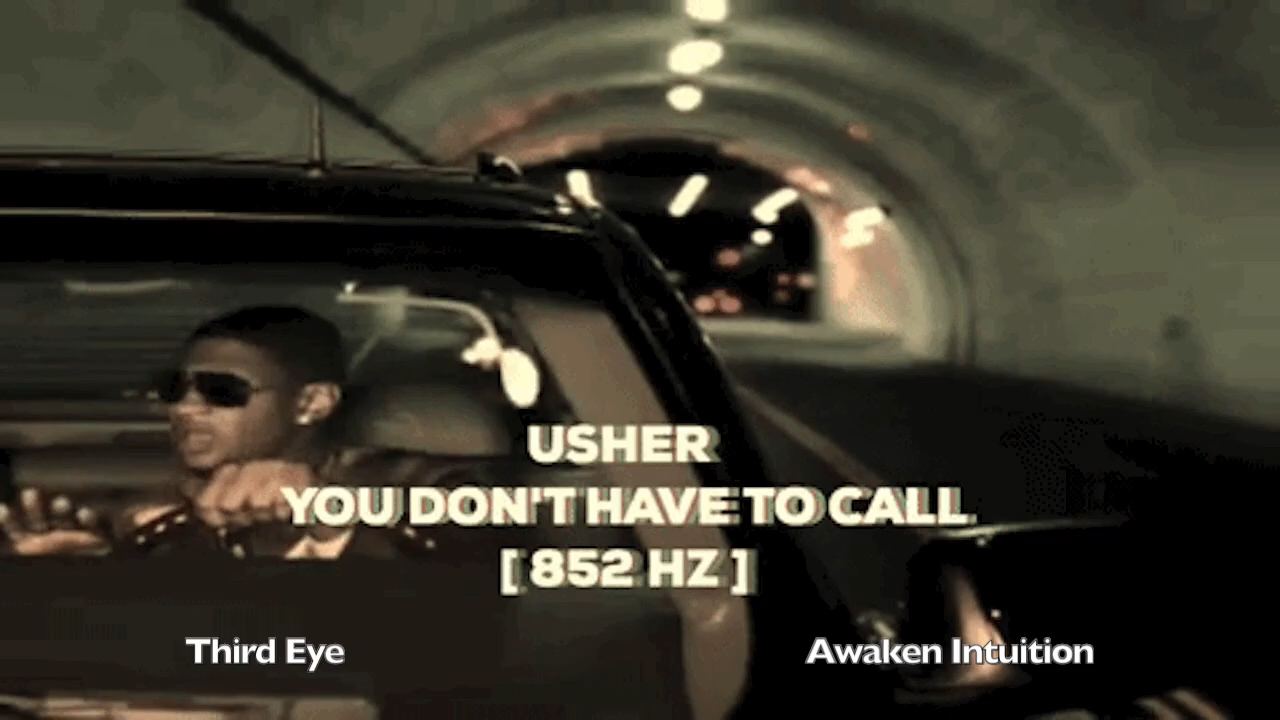 USHER
YOU DON'T HAVE TO CALL
[ 852 HZ ]
Third Eye
Awaken Intuition